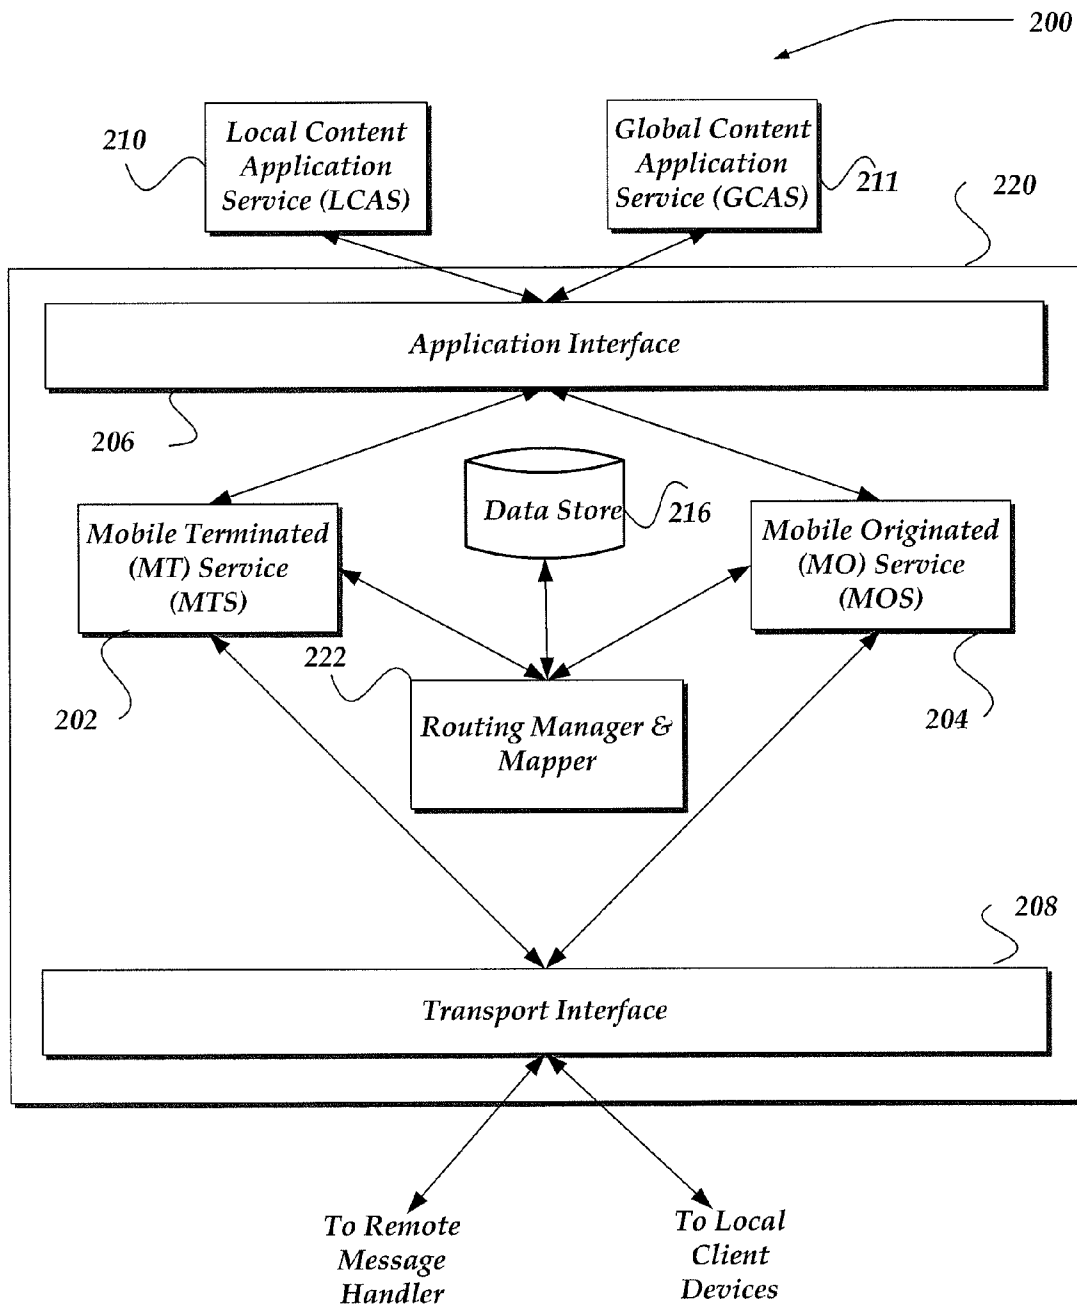 200
210
Local Content
Application
Service (LCAS)
Global Content
Application
Service (GCAS)
211
220
Application Interface
206
Data Store
216
Mobile Terminated
(MT) Service
(MTS)
Mobile Originated
(MO) Service
(MOS)
222
202
204
Routing Manager &
Mapper
208
Transport Interface
To Remote
Message
Handler
To Local
Client
Devices